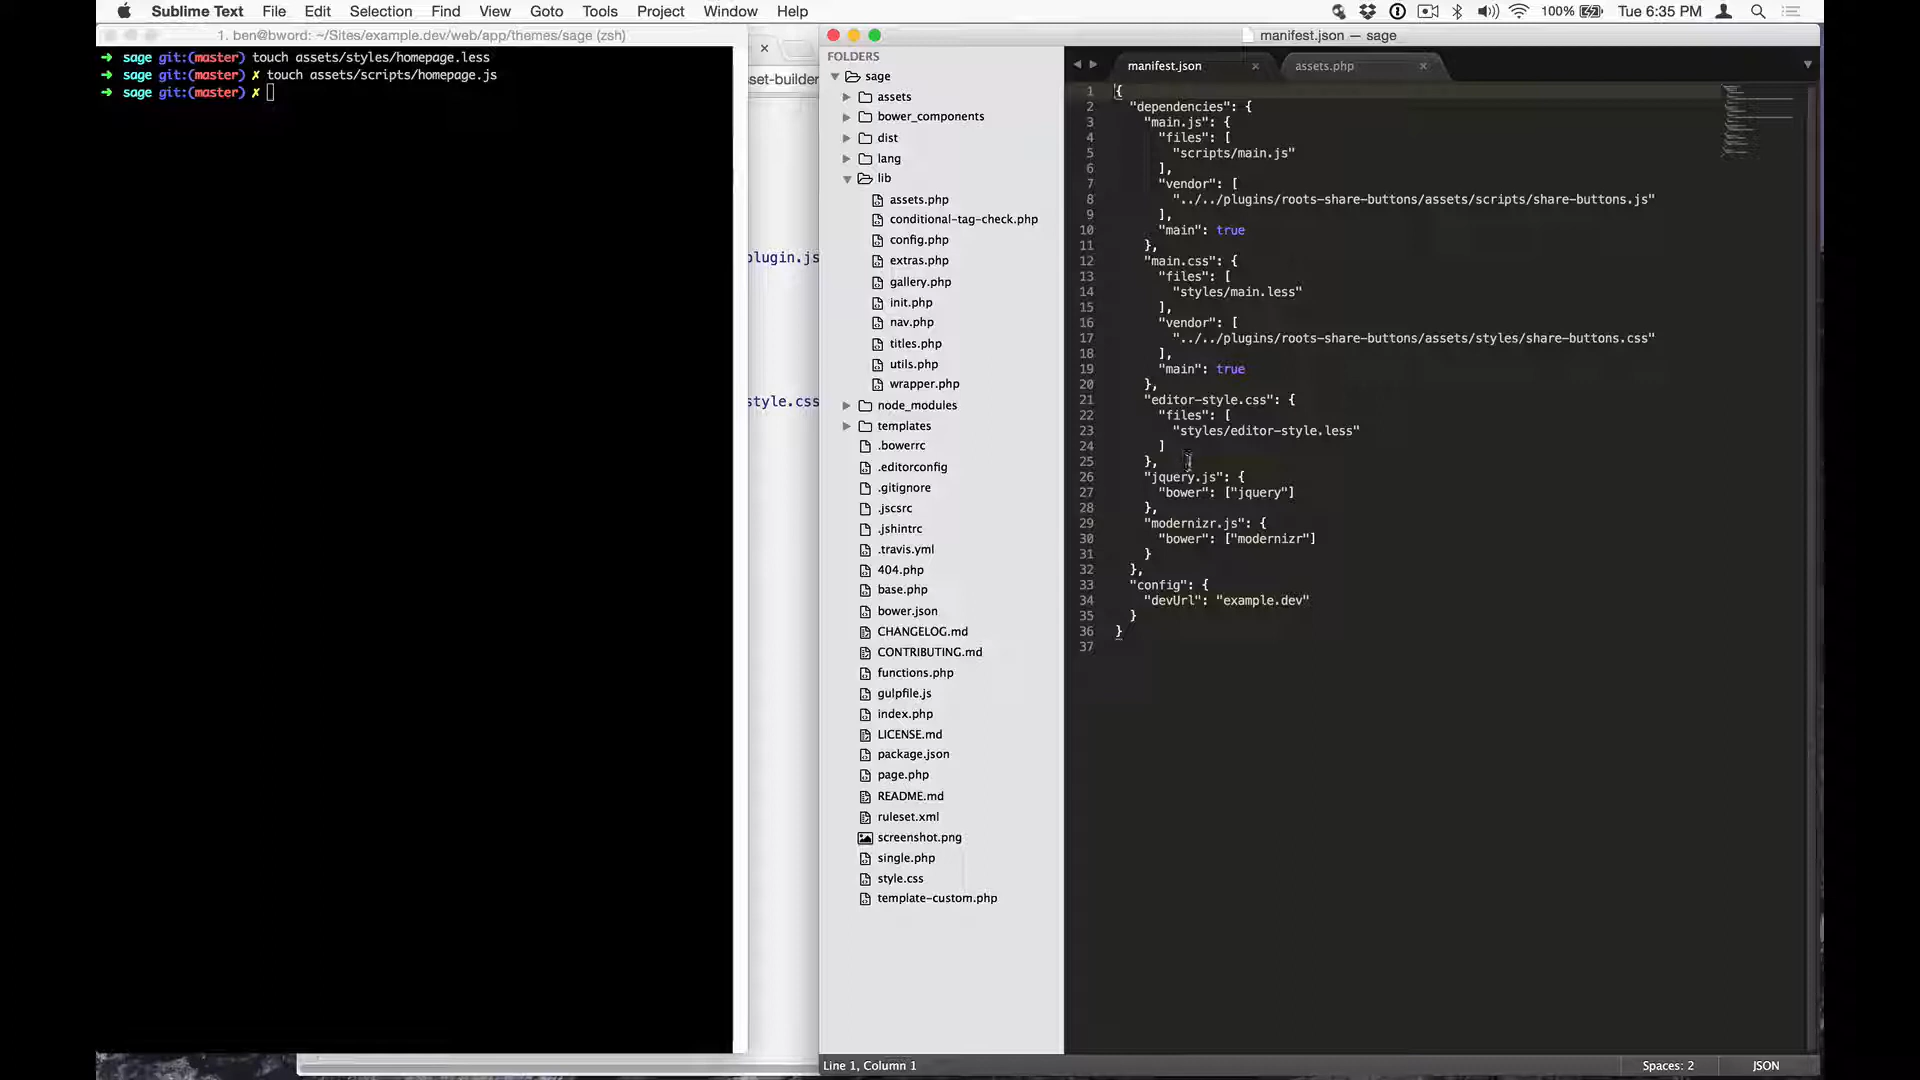 Sublime Text File Edit Selection Find View Goto Tools Project Window Help 100% Tue 6:35 PM
1. ben@bword: ~/Sites/example.dev/web/app/themes/sage (zsh)
➜ sage git:(master) touch assets/styles/homepage.less
➜ sage git:(master) ✗ touch assets/scripts/homepage.js
➜ sage git:(master) ✗
set-builder
plugin.js
style.css
manifest.json — sage
FOLDERS
sage
assets
bower_components
dist
lang
lib
assets.php
conditional-tag-check.php
config.php
extras.php
gallery.php
init.php
nav.php
titles.php
utils.php
wrapper.php
node_modules
templates
.bowerrc
.editorconfig
.gitignore
.jscsrc
.jshintrc
.travis.yml
404.php
base.php
bower.json
CHANGELOG.md
CONTRIBUTING.md
functions.php
gulpfile.js
index.php
LICENSE.md
package.json
page.php
README.md
ruleset.xml
screenshot.png
single.php
style.css
template-custom.php
manifest.json × assets.php ×
1 {
2 "dependencies": {
3 "main.js": {
4 "files": [
5 "scripts/main.js"
6 ],
7 "vendor": [
8 "../../plugins/roots-share-buttons/assets/scripts/share-buttons.js"
9 ],
10 "main": true
11 },
12 "main.css": {
13 "files": [
14 "styles/main.less"
15 ],
16 "vendor": [
17 "../../plugins/roots-share-buttons/assets/styles/share-buttons.css"
18 ],
19 "main": true
20 },
21 "editor-style.css": {
22 "files": [
23 "styles/editor-style.less"
24 ]
25 },
26 "jquery.js": {
27 "bower": ["jquery"]
28 },
29 "modernizr.js": {
30 "bower": ["modernizr"]
31 }
32 },
33 "config": {
34 "devUrl": "example.dev"
35 }
36 }
37
Line 1, Column 1 Spaces: 2 JSON